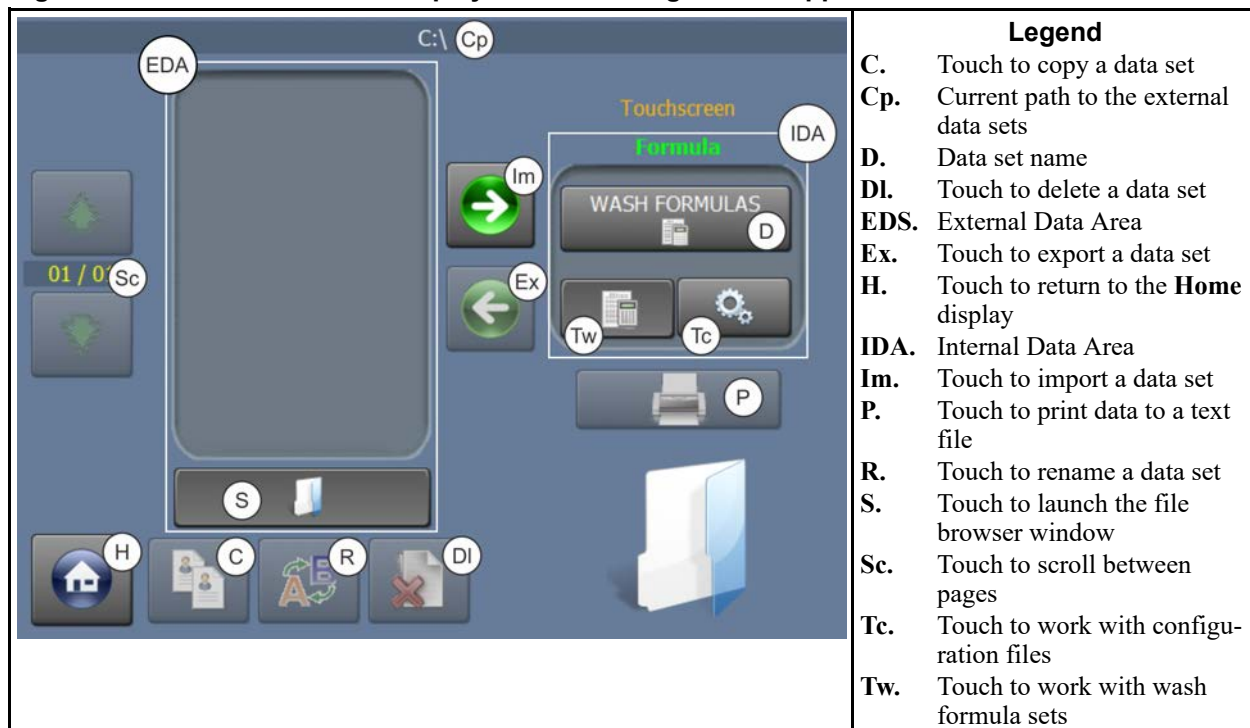 C:\ Cp
EDA
Touchscreen
IDA
Formula
Im
WASH FORMULAS
D
01 / 0
Sc
Ex
Tw
Tc
P
S
H
C
R
Dl
Legend
C. Touch to copy a data set
Cp. Current path to the external
data sets
D. Data set name
Dl. Touch to delete a data set
EDS. External Data Area
Ex. Touch to export a data set
H. Touch to return to the Home
display
IDA. Internal Data Area
Im. Touch to import a data set
P. Touch to print data to a text
file
R. Touch to rename a data set
S. Touch to launch the file
browser window
Sc. Touch to scroll between
pages
Tc. Touch to work with configu-
ration files
Tw. Touch to work with wash
formula sets